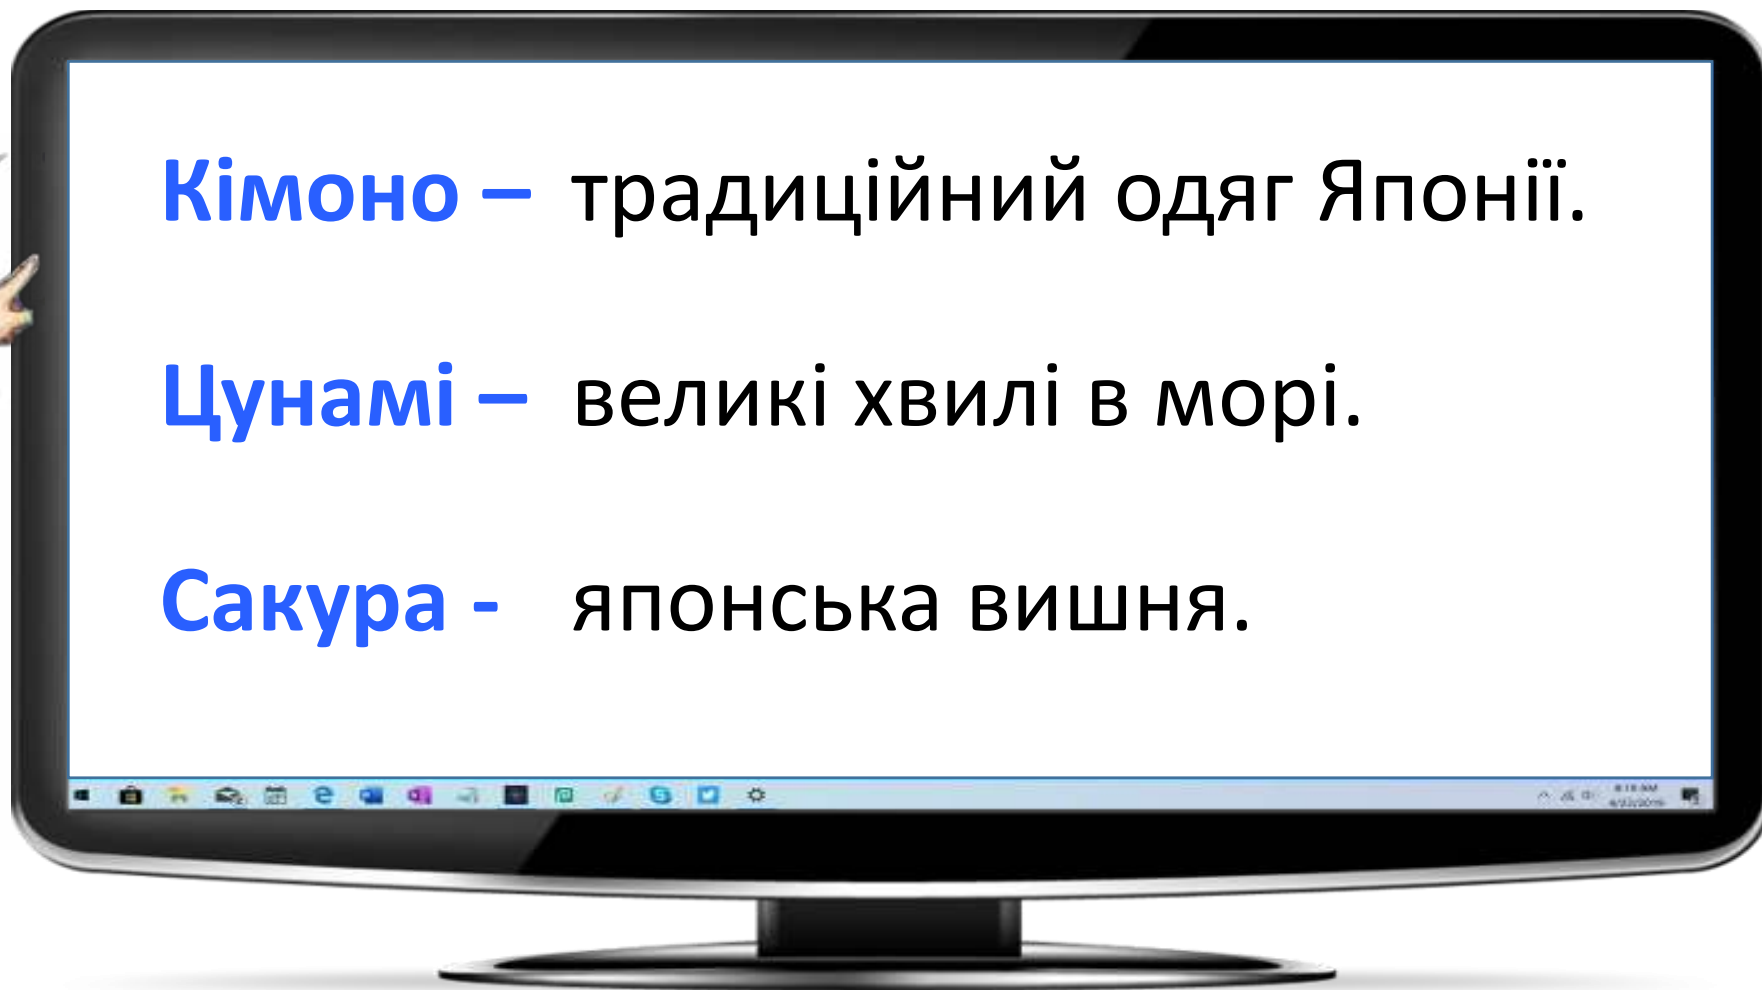 Кімоно – традиційний одяг Японії.
Цунамі – великі хвилі в морі.
Сакура - японська вишня.